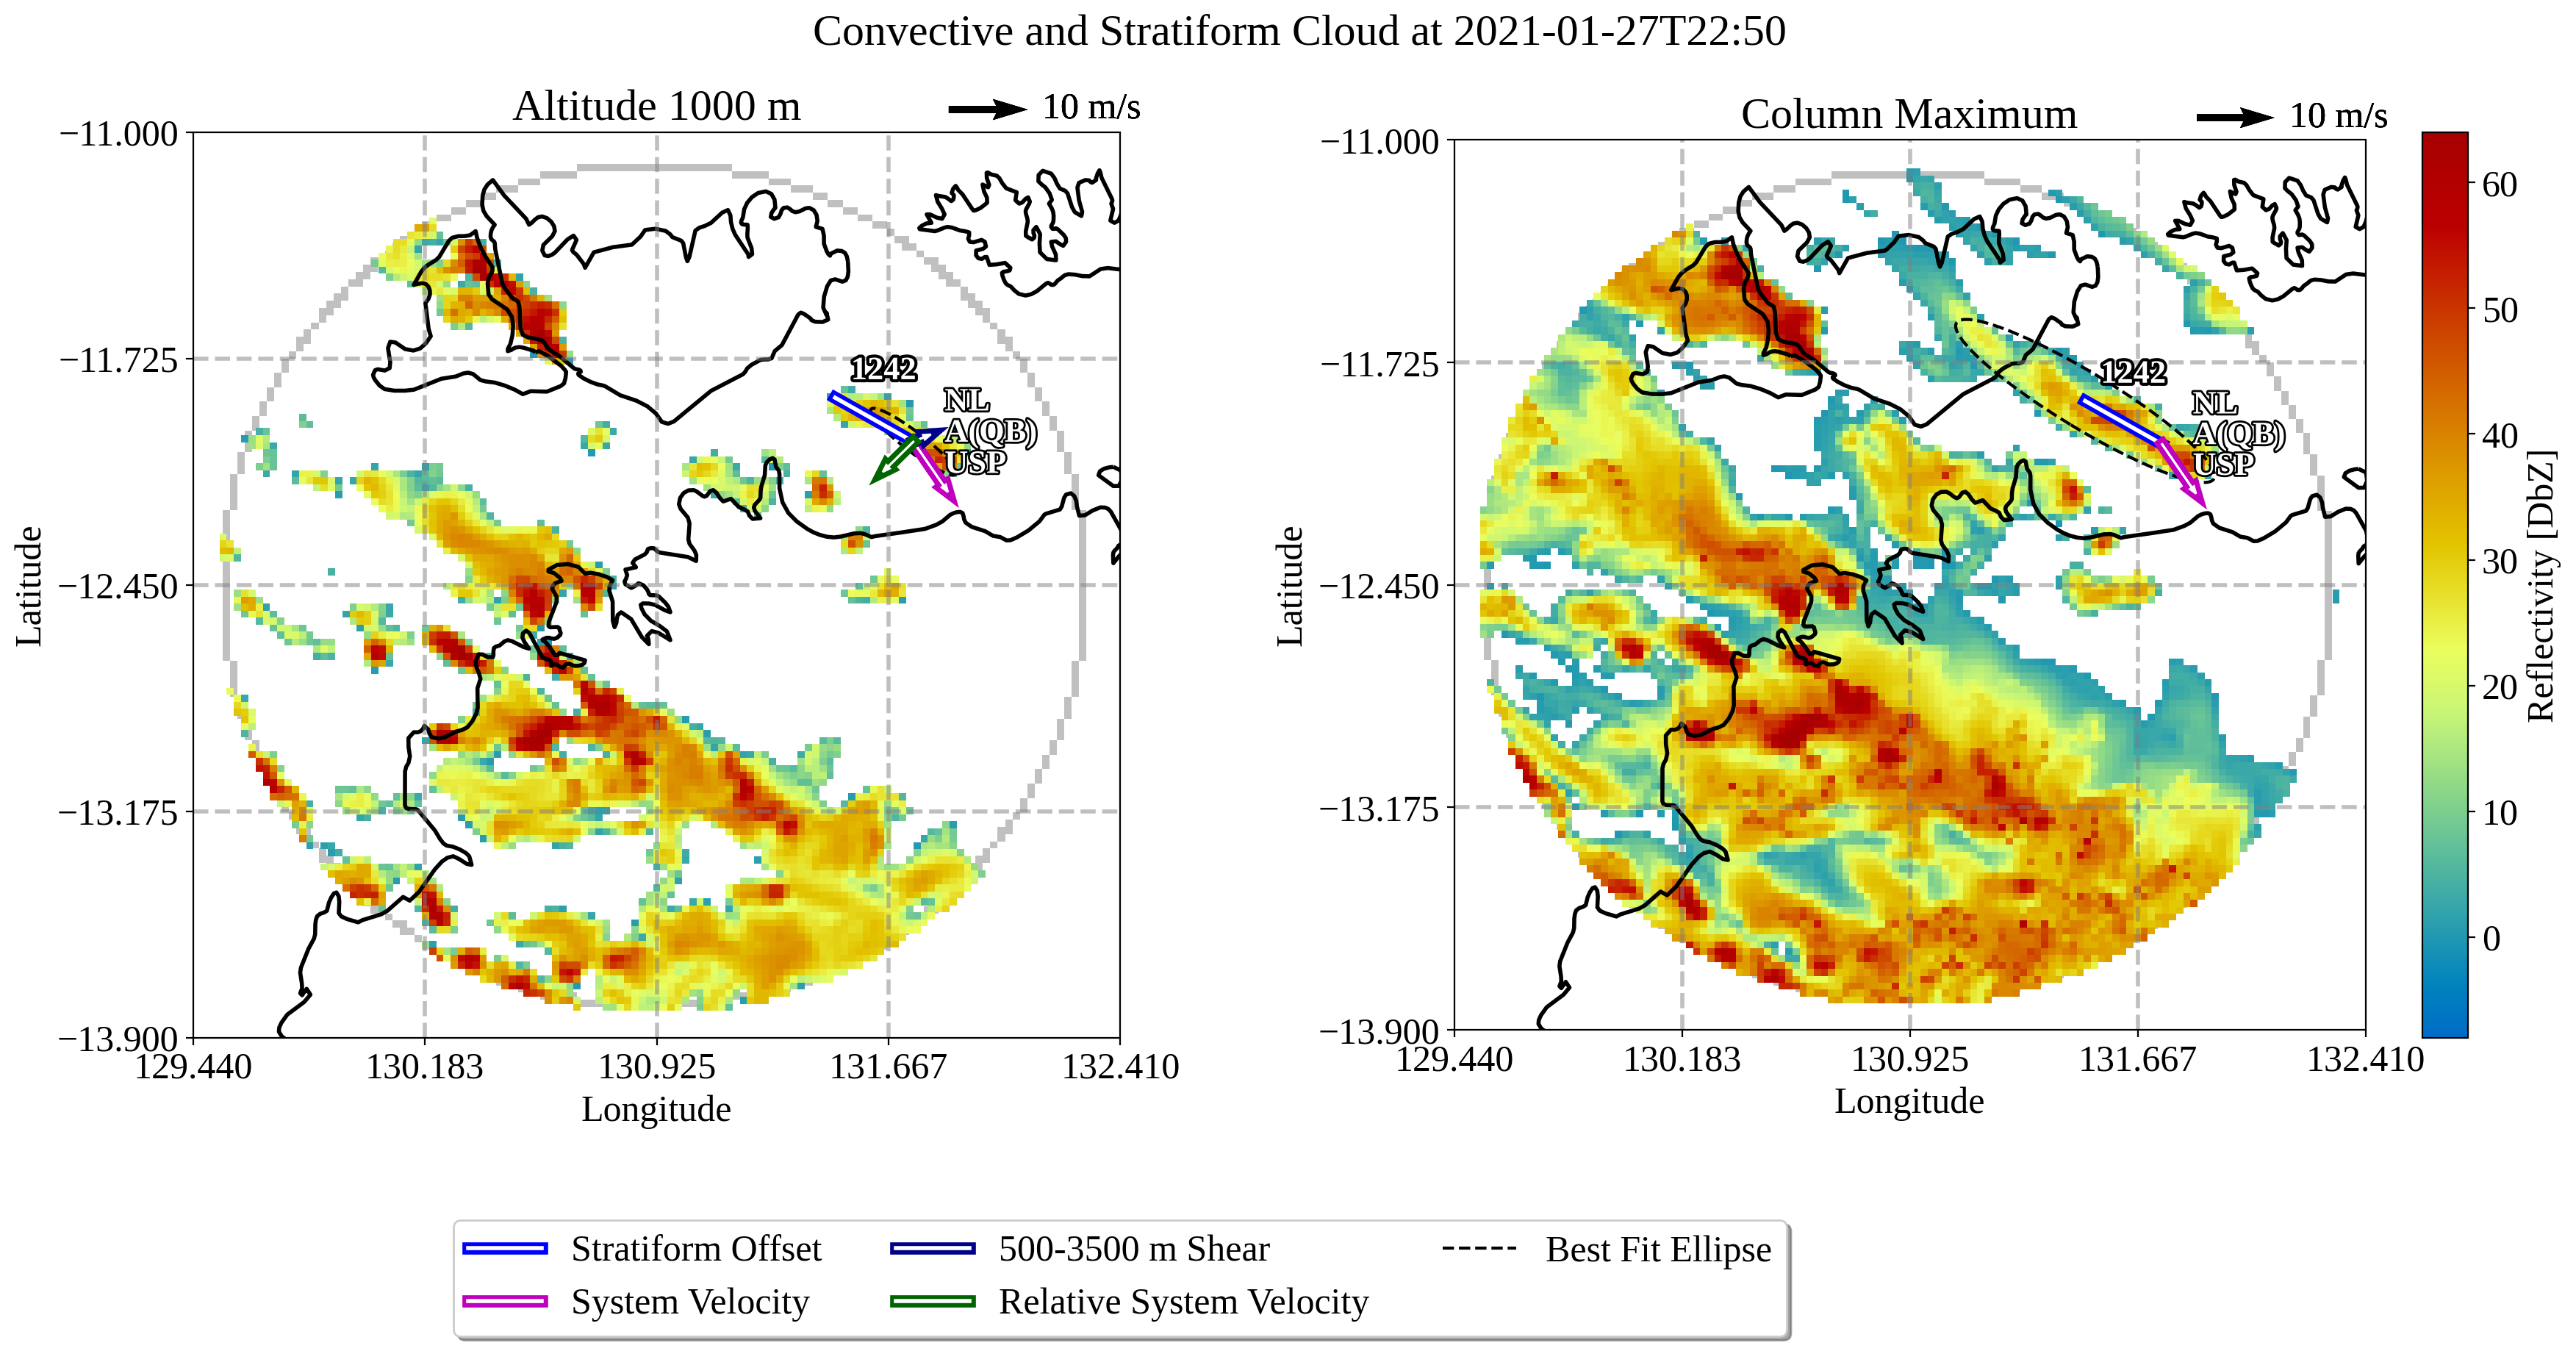 Convective and Stratiform Cloud at 2021-01-27T22:50
Altitude 1000 m
10 m/s
−11.000
−11.725
−12.450
−13.175
−13.900
Latitude
129.440
130.183
130.925
131.667
132.410
Longitude
1242
NL
A(QB)
USP
Column Maximum
10 m/s
−11.000
−11.725
−12.450
−13.175
−13.900
Latitude
129.440
130.183
130.925
131.667
132.410
Longitude
1242
NL
A(QB)
USP
60
50
40
30
20
10
0
Reflectivity [DbZ]
Stratiform Offset
System Velocity
500-3500 m Shear
Relative System Velocity
Best Fit Ellipse